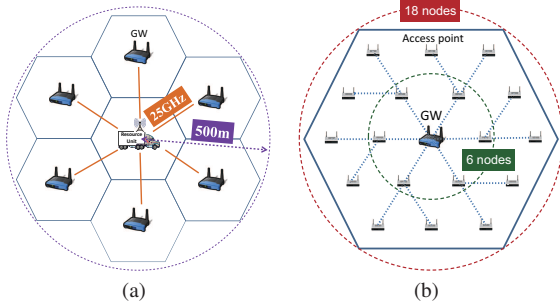 GW
25GHz
Resource
Unit
500m
(a)
18 nodes
Access point
GW
6 nodes
(b)